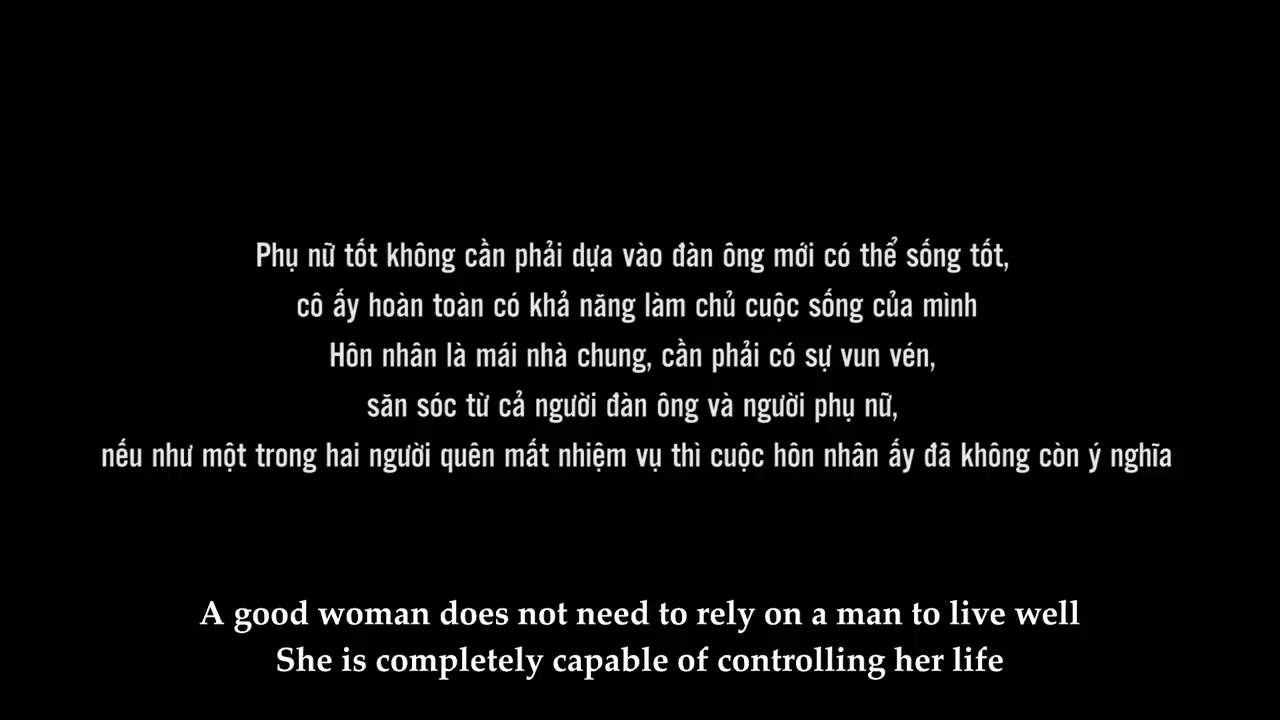 Phụ nữ tốt không cần phải dựa vào đàn ông mới có thể sống tốt,
cô ấy hoàn toàn có khả năng làm chủ cuộc sống của mình
Hôn nhân là mái nhà chung, cần phải có sự vun vén,
săn sóc từ cả người đàn ông và người phụ nữ,
nếu như một trong hai người quên mất nhiệm vụ thì cuộc hôn nhân ấy đã không còn ý nghĩa
A good woman does not need to rely on a man to live well
She is completely capable of controlling her life